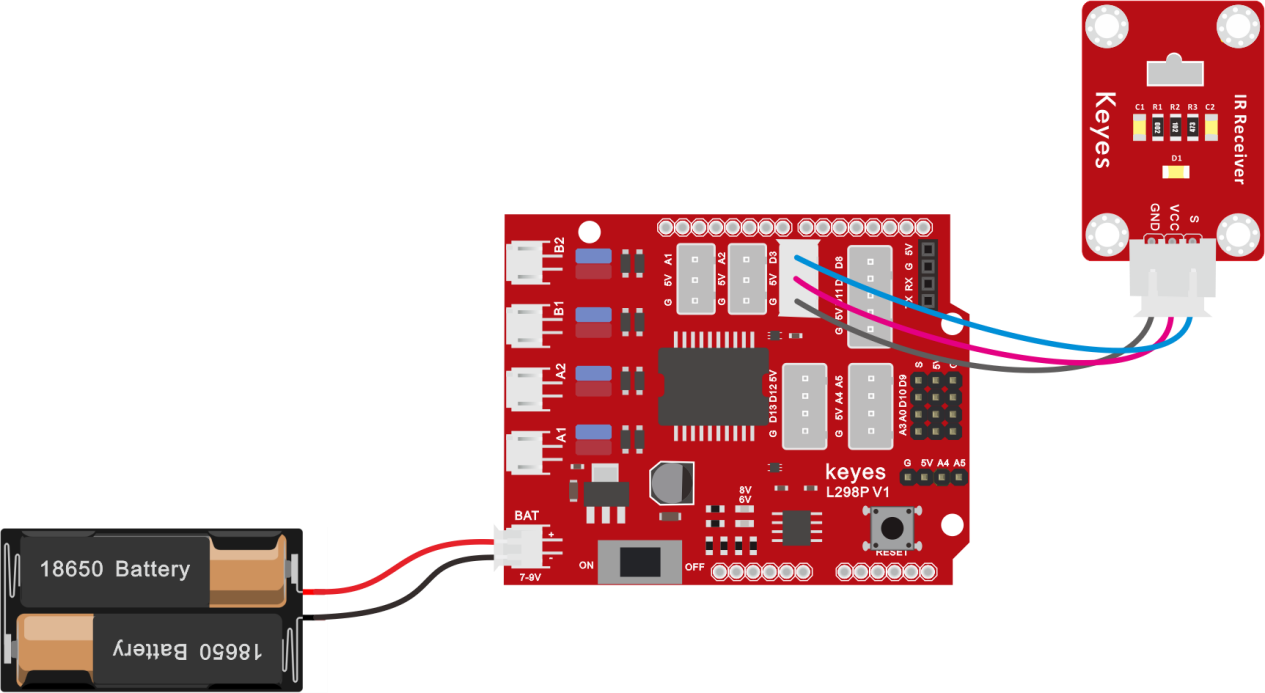 Keyes
IR Receiver
C1 R1 R2 R3 C2
D1
GND VCC S
B2
B1
A2
A1
G 5V A1
G 5V A2
G 5V D3
D8
G 5V
5V
G
RX
G D13 D12 5V
G 5V A4 A5
S 5V
D9
D10
A0
A3
G 5V A4 A5
keyes
L298P V1
8V
6V
BAT
+
-
7-9V
ON OFF
RESET
18650 Battery
18650 Battery